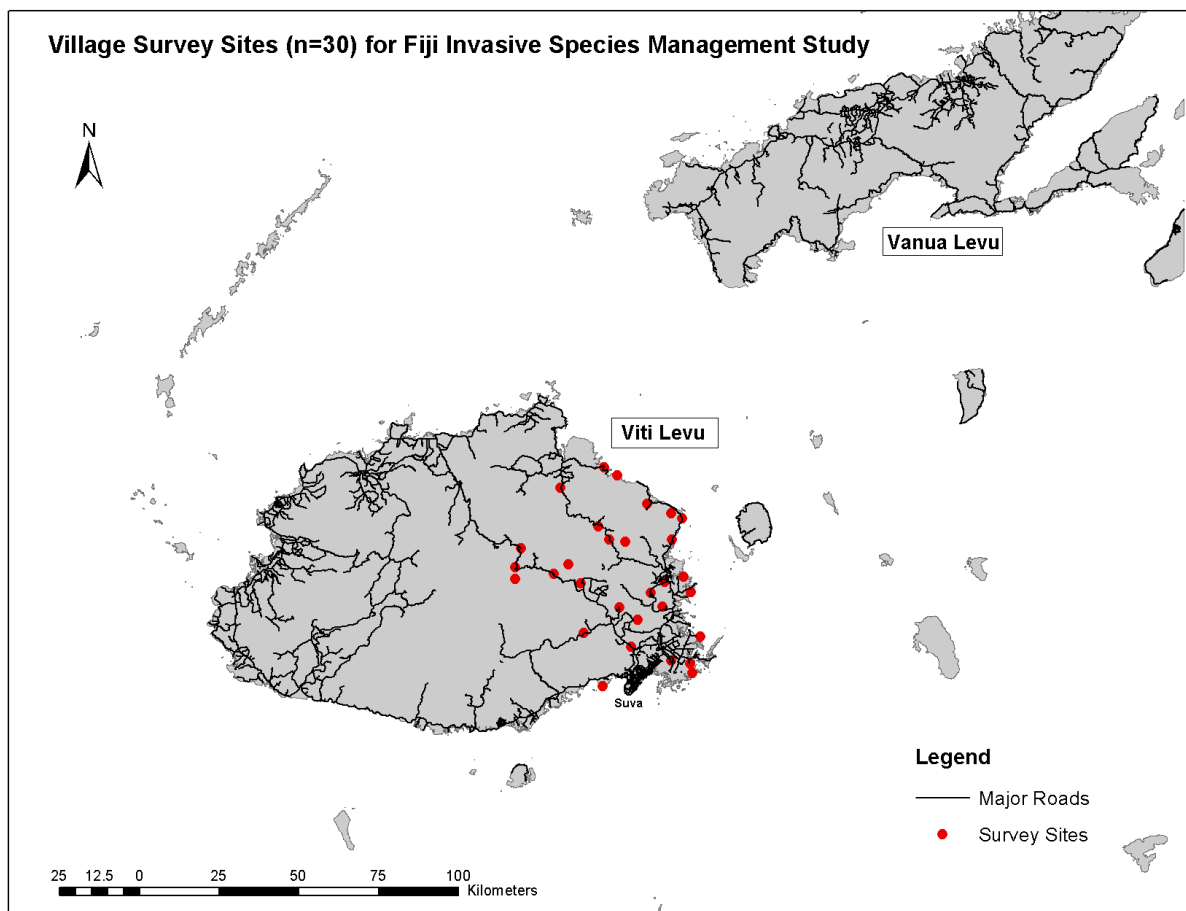 Village Survey Sites (n=30) for Fiji Invasive Species Management Study
N
Vanua Levu
Viti Levu
Suva
Legend
Major Roads
Survey Sites
25 12.5 0 25 50 75 100
Kilometers